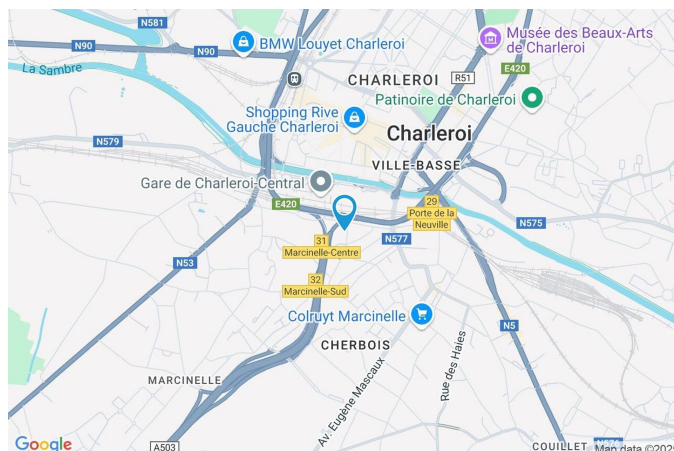 N581
Musée des Beaux-Arts
de Charleroi
N90
N90
BMW Louyet Charleroi
E420
La Sambre
CHARLEROI
R51
Patinoire de Charleroi
Shopping Rive
Gauche Charleroi
Charleroi
N579
VILLE-BASSE
Gare de Charleroi-Central
E420
29
Porte de la
Neuville
N575
N577
31
Marcinelle-Centre
N53
32
Marcinelle-Sud
Colruyt Marcinelle
N5
CHERBOIS
MARCINELLE
Av. Eugène Mascaux
Rue des Haies
Google
A503
COUILLET
Map data ©202